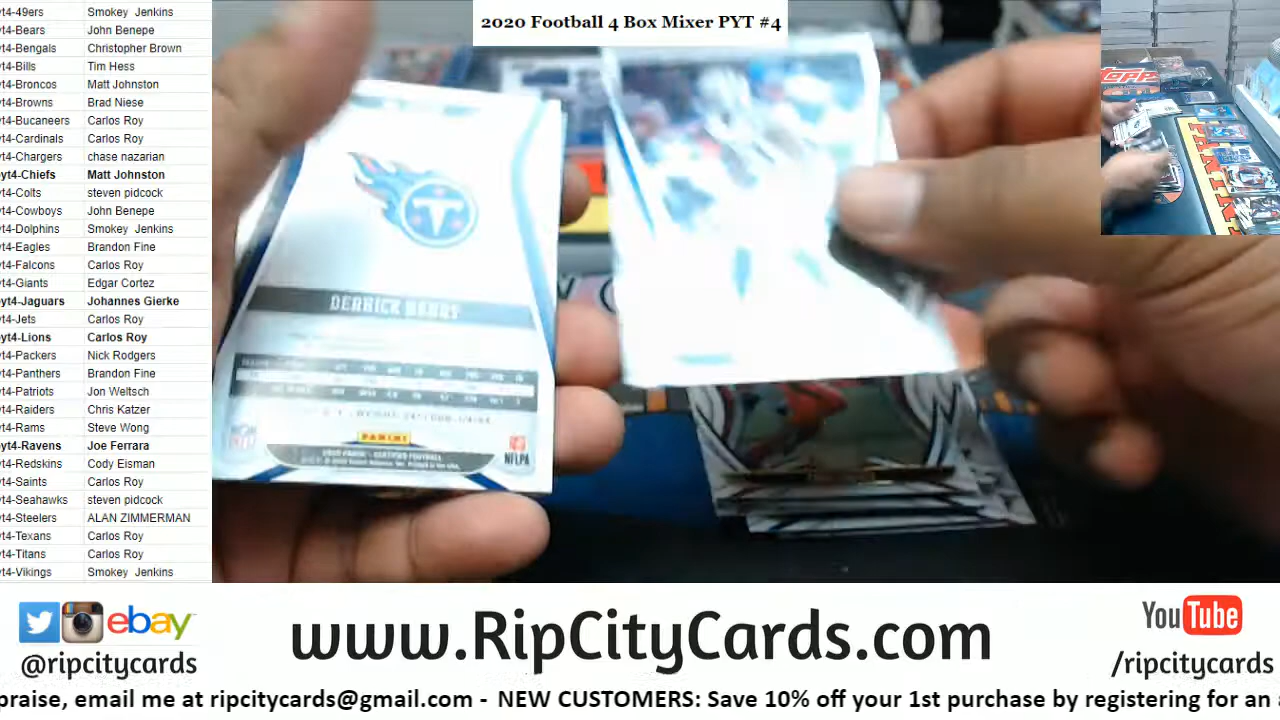 2020 Football 4 Box Mixer PYT #4
yt4-49ers Smokey Jenkins
yt4-Bears John Benepe
yt4-Bengals Christopher Brown
yt4-Bills Tim Hess
yt4-Broncos Matt Johnston
yt4-Browns Brad Niese
yt4-Bucaneers Carlos Roy
yt4-Cardinals Carlos Roy
yt4-Chargers chase nazarian
yt4-Chiefs Matt Johnston
yt4-Colts steven pidcock
yt4-Cowboys John Benepe
yt4-Dolphins Smokey Jenkins
yt4-Eagles Brandon Fine
yt4-Falcons Carlos Roy
yt4-Giants Edgar Cortez
yt4-Jaguars Johannes Gierke
yt4-Jets Carlos Roy
yt4-Lions Carlos Roy
yt4-Packers Nick Rodgers
yt4-Panthers Brandon Fine
yt4-Patriots Jon Weltsch
yt4-Raiders Chris Katzer
yt4-Rams Steve Wong
yt4-Ravens Joe Ferrara
yt4-Redskins Cody Eisman
yt4-Saints Carlos Roy
yt4-Seahawks steven pidcock
yt4-Steelers ALAN ZIMMERMAN
yt4-Texans Carlos Roy
yt4-Titans Carlos Roy
yt4-Vikings Smokey Jenkins
T
DERRICK HENRY
PANINI
2020 PANINI - CERTIFIED FOOTBALL
NFLPA
TOPPS
ebay
@ripcitycards
www.RipCityCards.com
YouTube
/ripcitycards
praise, email me at ripcitycards@gmail.com - NEW CUSTOMERS: Save 10% off your 1st purchase by registering for an